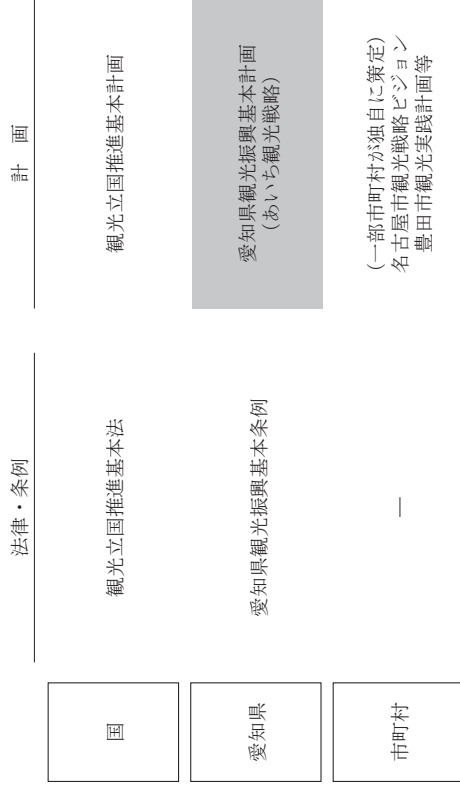 法律・条例
計　画
国
観光立国推進基本法
観光立国推進基本計画
愛知県
愛知県観光振興基本条例
愛知県観光振興基本計画
（あいち観光戦略）
市町村
―
（一部市町村が独自に策定）
名古屋市観光戦略ビジョン
豊田市観光実践計画等